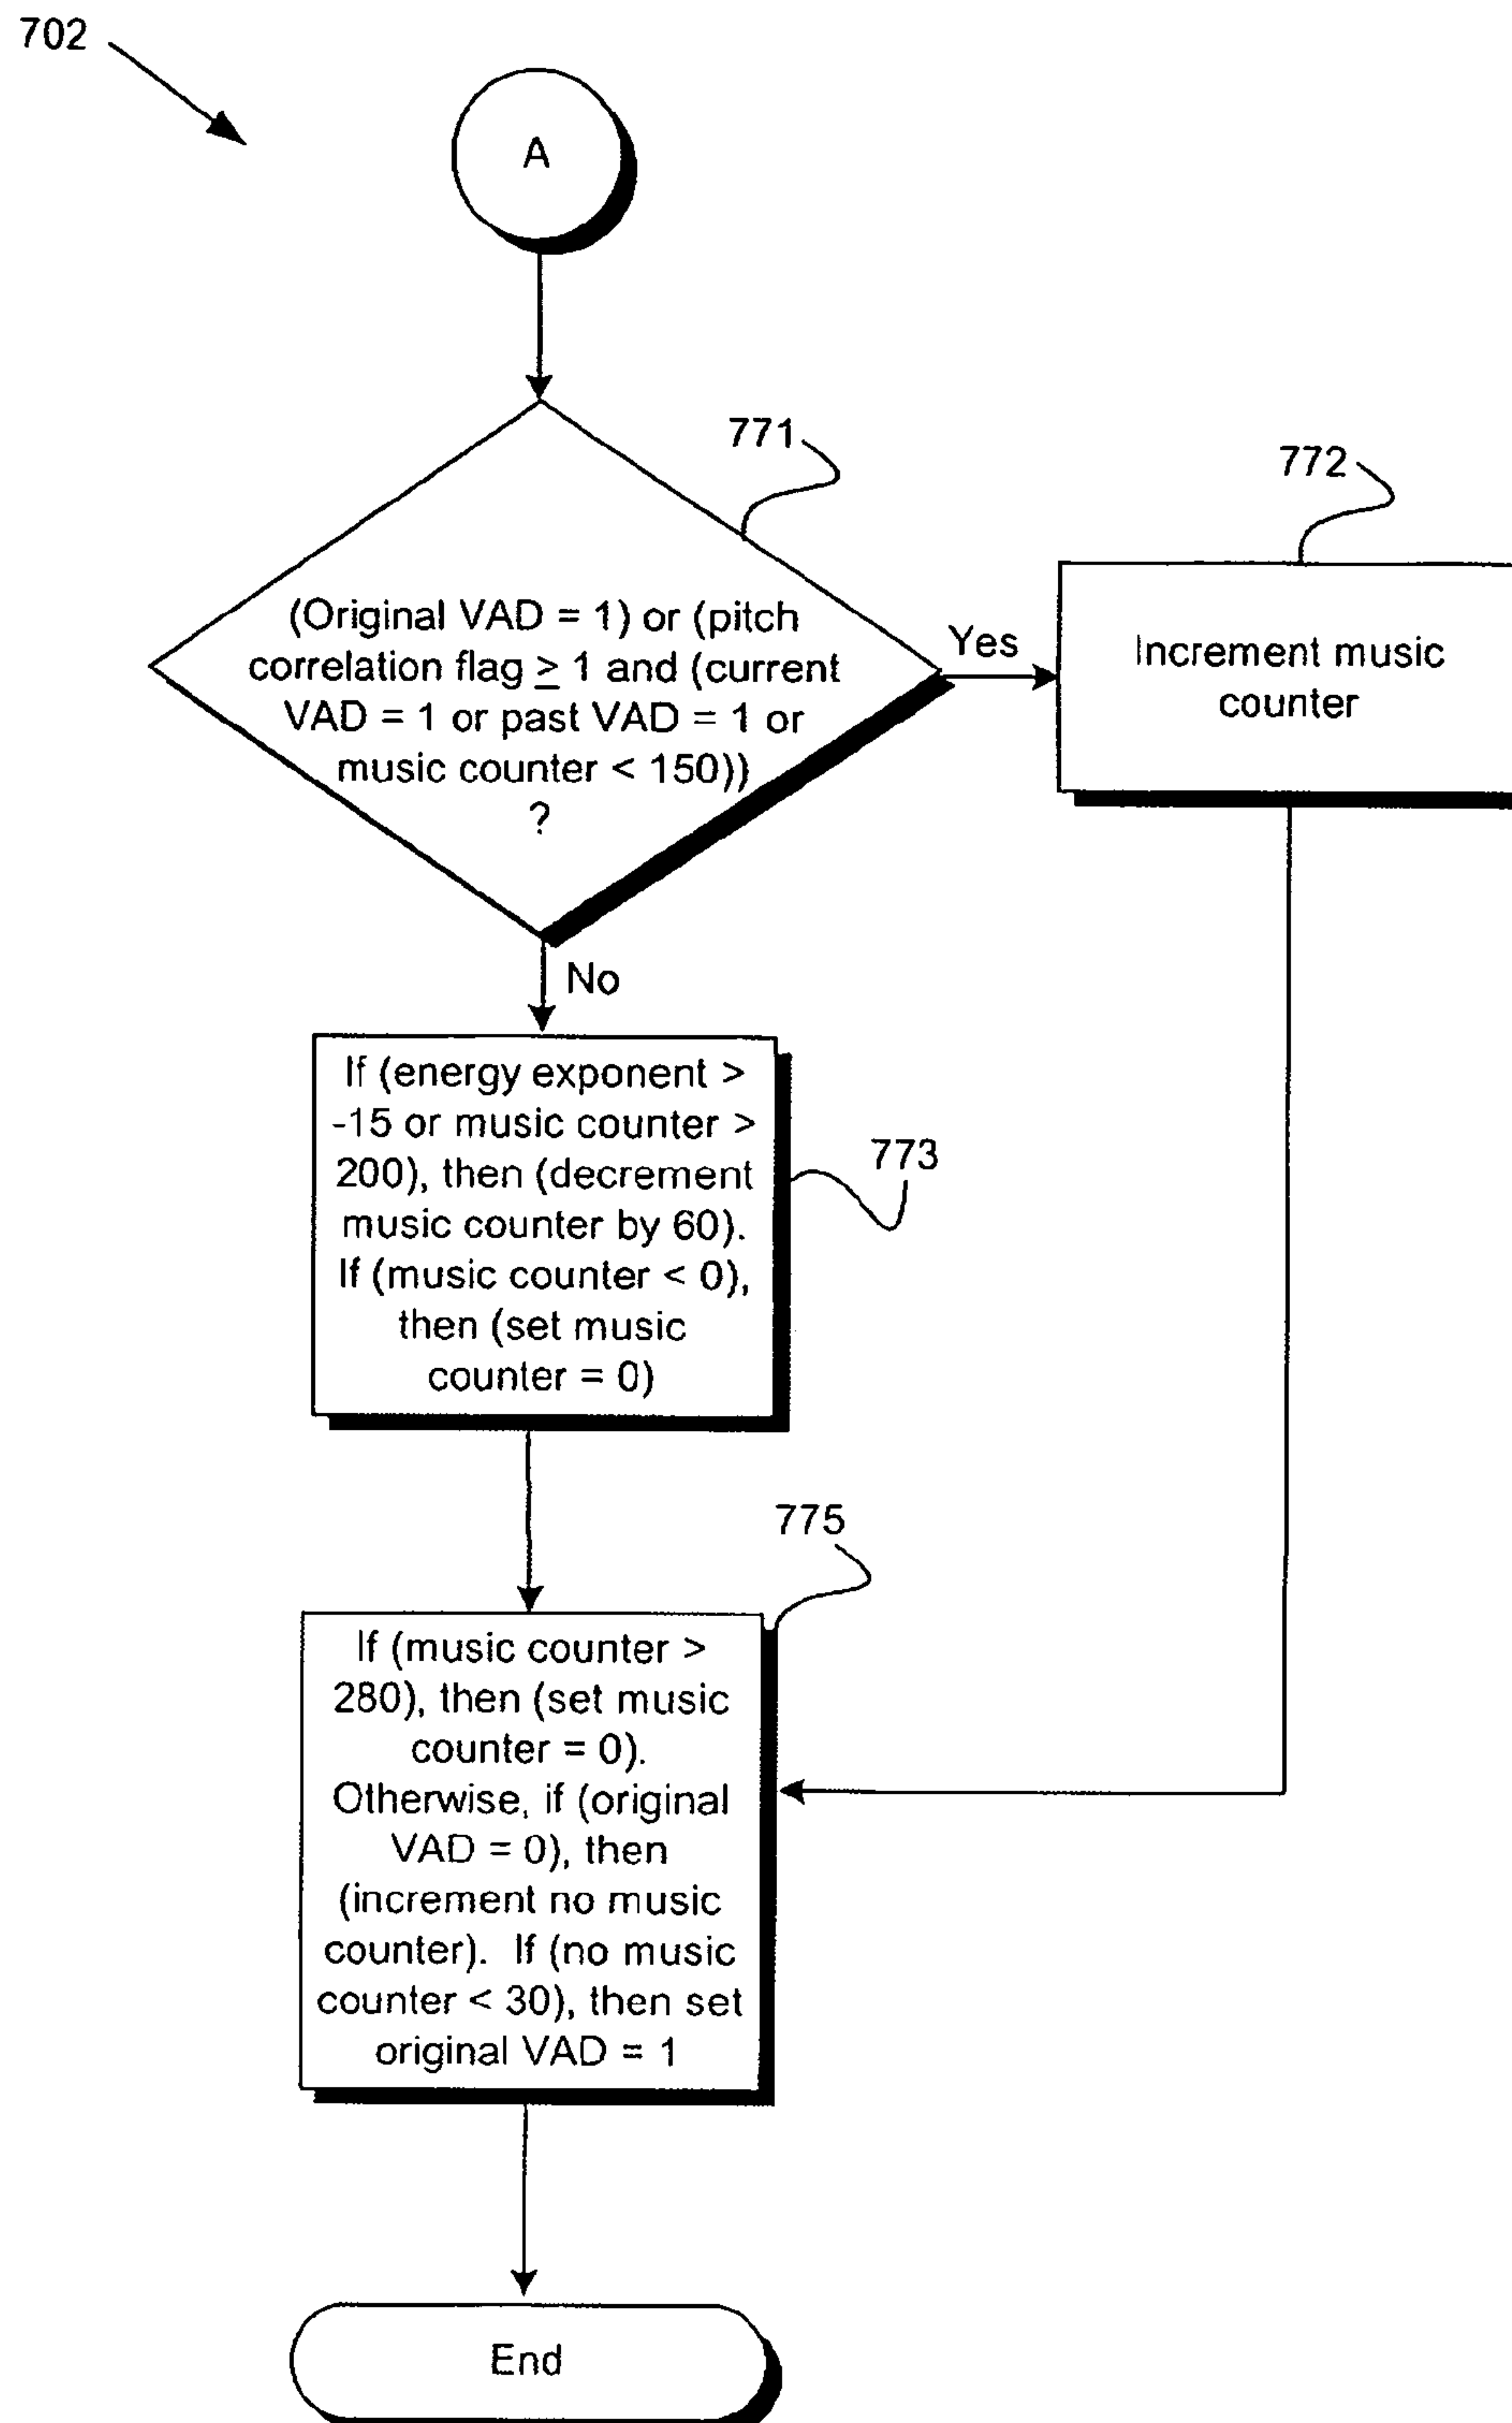 702
A
771
772
(Original VAD = 1) or (pitch
correlation flag ≥ 1 and (current
VAD = 1 or past VAD = 1 or
music counter < 150))
?
Yes
Increment music
counter
No
If (energy exponent >
-15 or music counter >
200), then (decrement
music counter by 60).
If (music counter < 0),
then (set music
counter = 0)
773
775
If (music counter >
280), then (set music
counter = 0).
Otherwise, if (original
VAD = 0), then
(increment no music
counter).  If (no music
counter < 30), then set
original VAD = 1
End